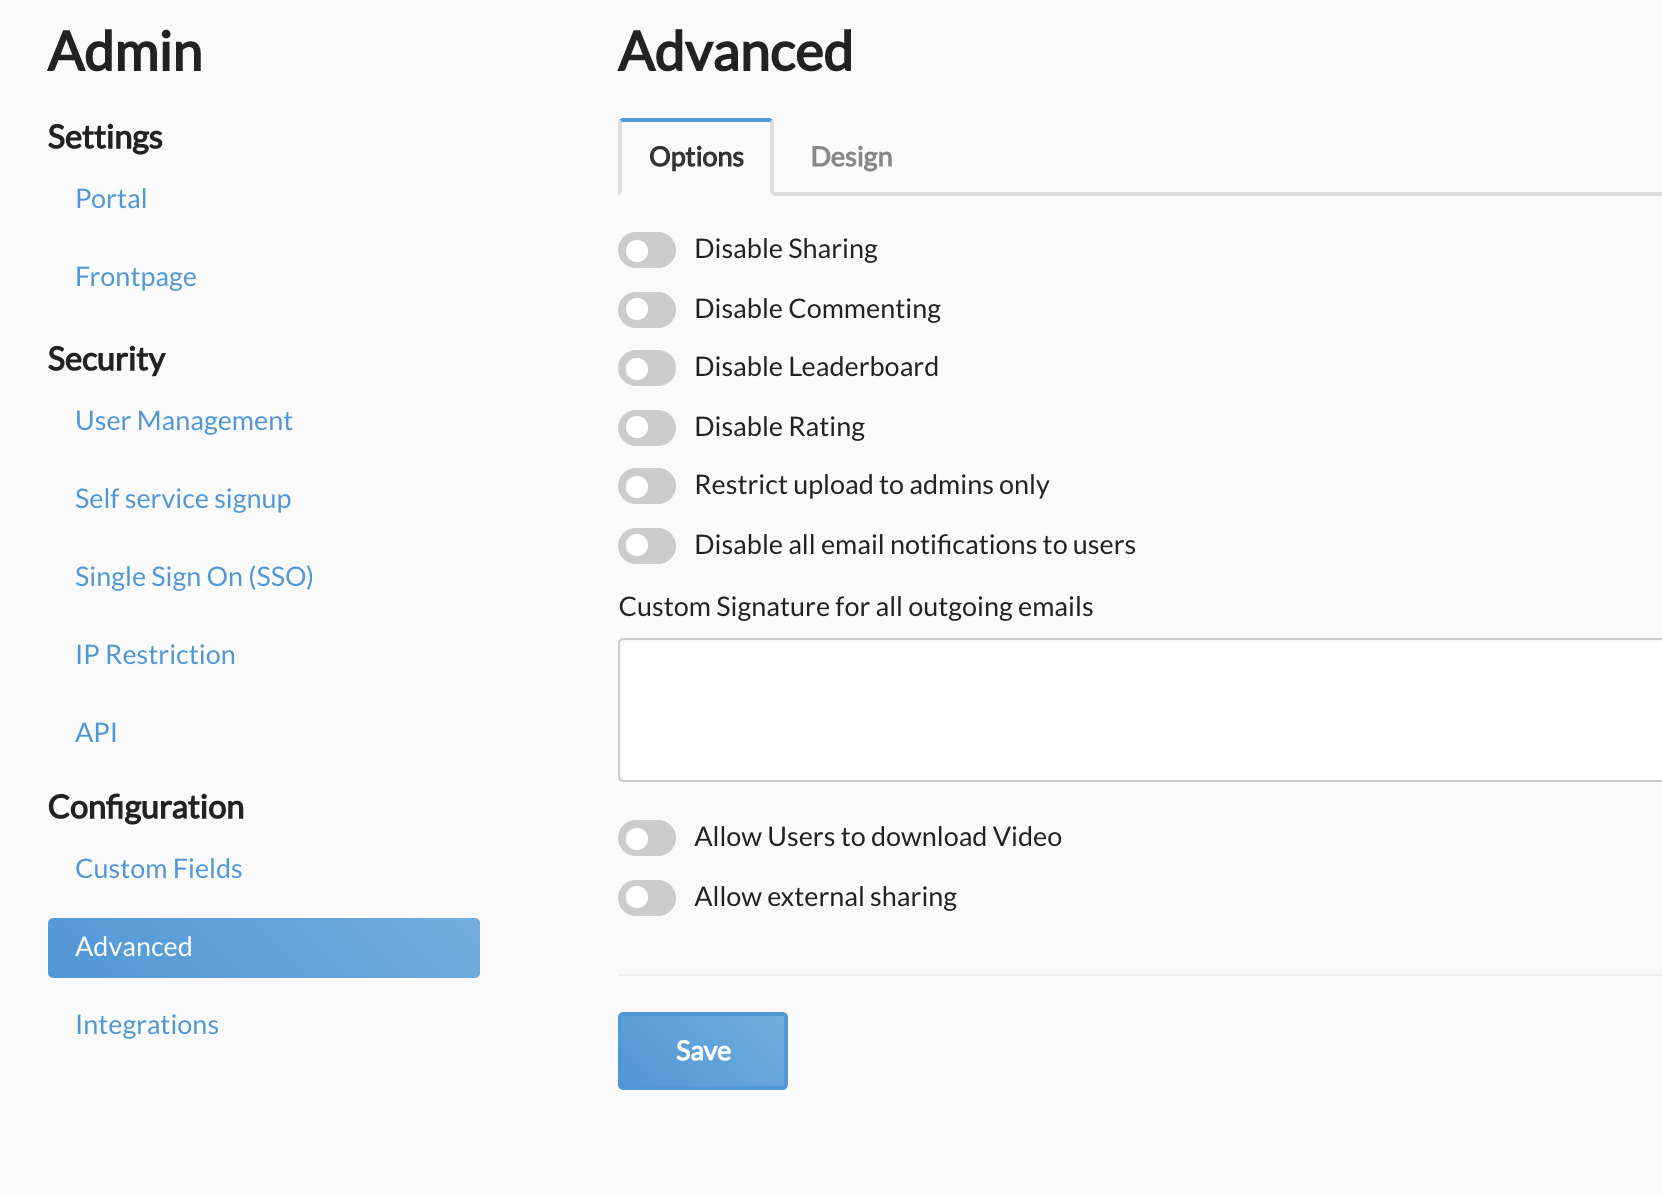 Admin
Settings
Portal
Frontpage
Security
User Management
Self service signup
Single Sign On (SSO)
IP Restriction
API
Configuration
Custom Fields
Advanced
Integrations
Advanced
Options
Design
Disable Sharing
Disable Commenting
Disable Leaderboard
Disable Rating
Restrict upload to admins only
Disable all email notifications to users
Custom Signature for all outgoing emails
Allow Users to download Video
Allow external sharing
Save